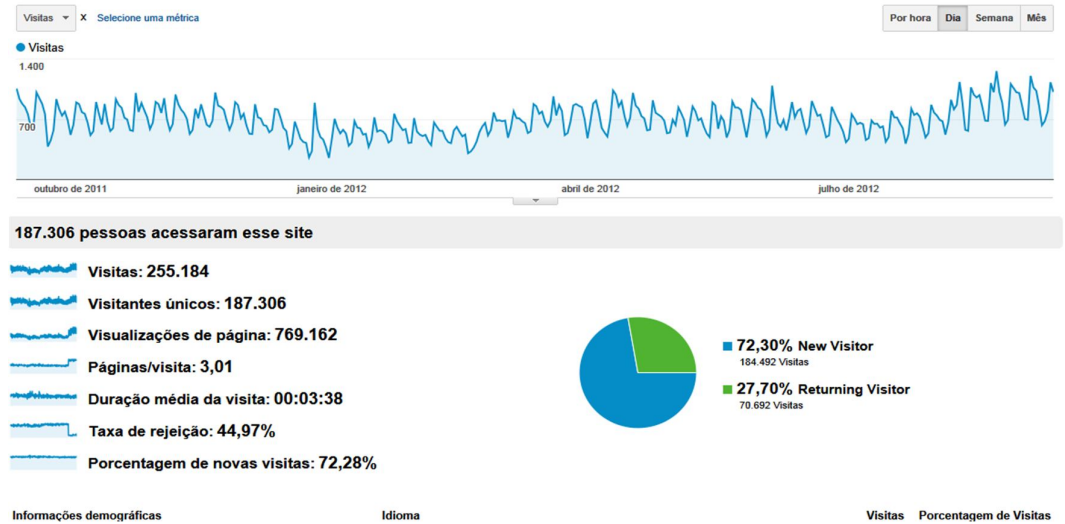 Visitas x Selecione uma métrica
Por hora Dia Semana Mês
Visitas
1.400
700
outubro de 2011 janeiro de 2012 abril de 2012 julho de 2012
187.306 pessoas acessaram esse site
Visitas: 255.184
Visitantes únicos: 187.306
Visualizações de página: 769.162
Páginas/visita: 3,01
Duração média da visita: 00:03:38
Taxa de rejeição: 44,97%
Porcentagem de novas visitas: 72,28%
72,30% New Visitor
184.492 Visitas
27,70% Returning Visitor
70.692 Visitas
Informações demográficas Idioma Visitas Porcentagem de Visitas